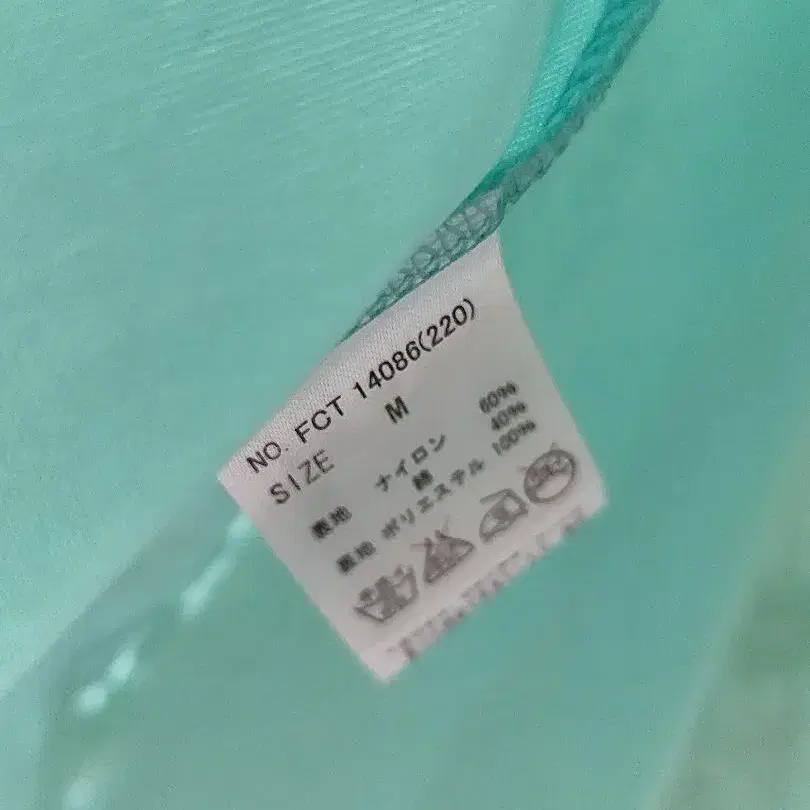 NO. FCT 14086(220)
SIZE M
表地 ナイロン 60%
綿 40%
裏地 ポリエステル 100%